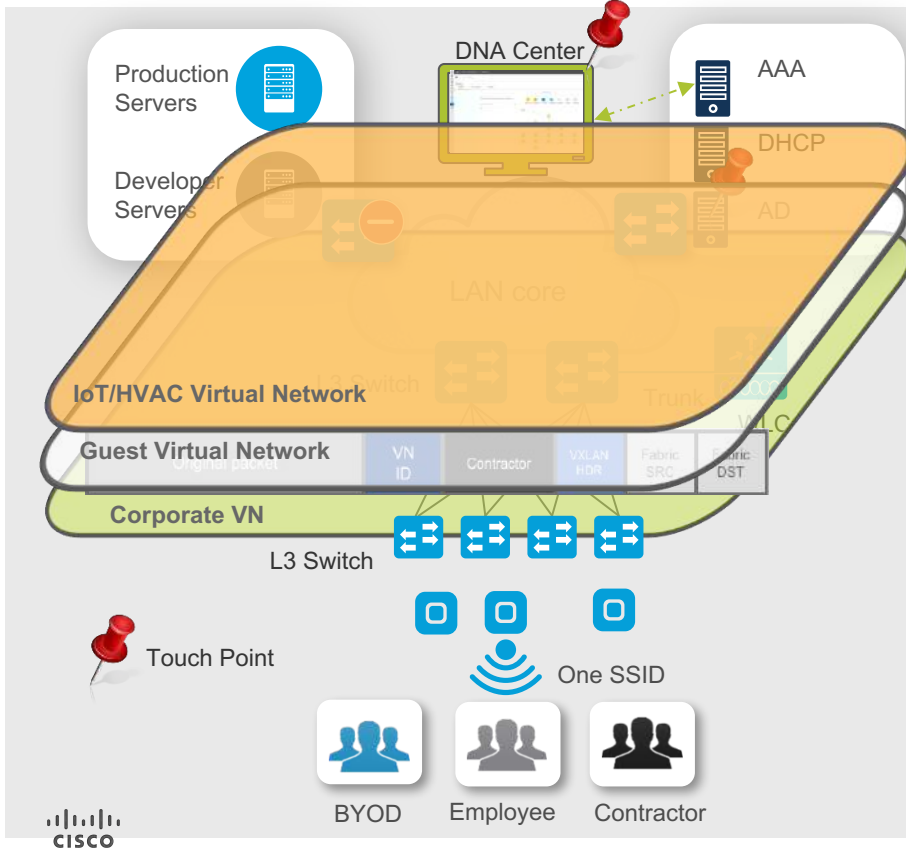 DNA Center
Production
Servers
AAA
DHCP
Developer
Servers
AD
LAN core
L3 Switch
IoT/HVAC Virtual Network
Trunk
WLC
Guest Virtual Network
Original packet
VN
ID
Contractor
VXLAN
HDR
Fabric
SRC
Fabric
DST
Corporate VN
L3 Switch
Touch Point
One SSID
BYOD
Employee
Contractor
CISCO